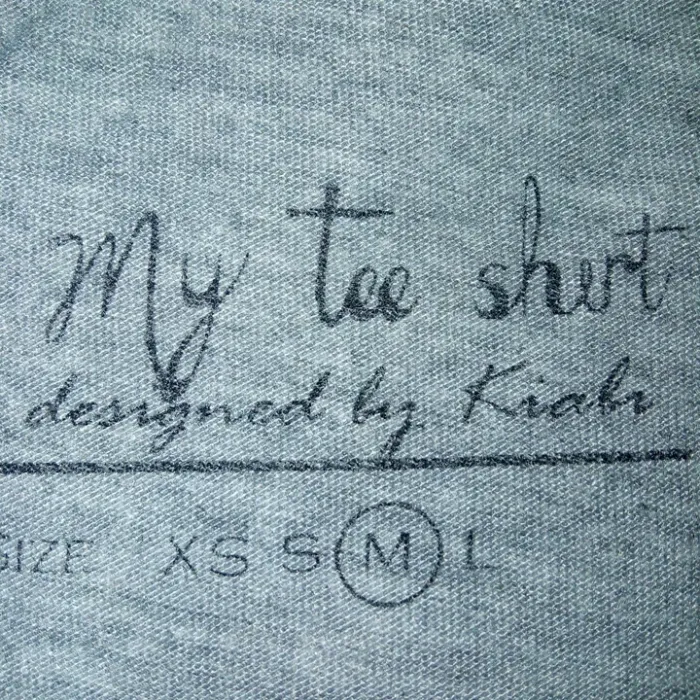 My tee shirt
designed by Kiabi
SIZE XS S M L